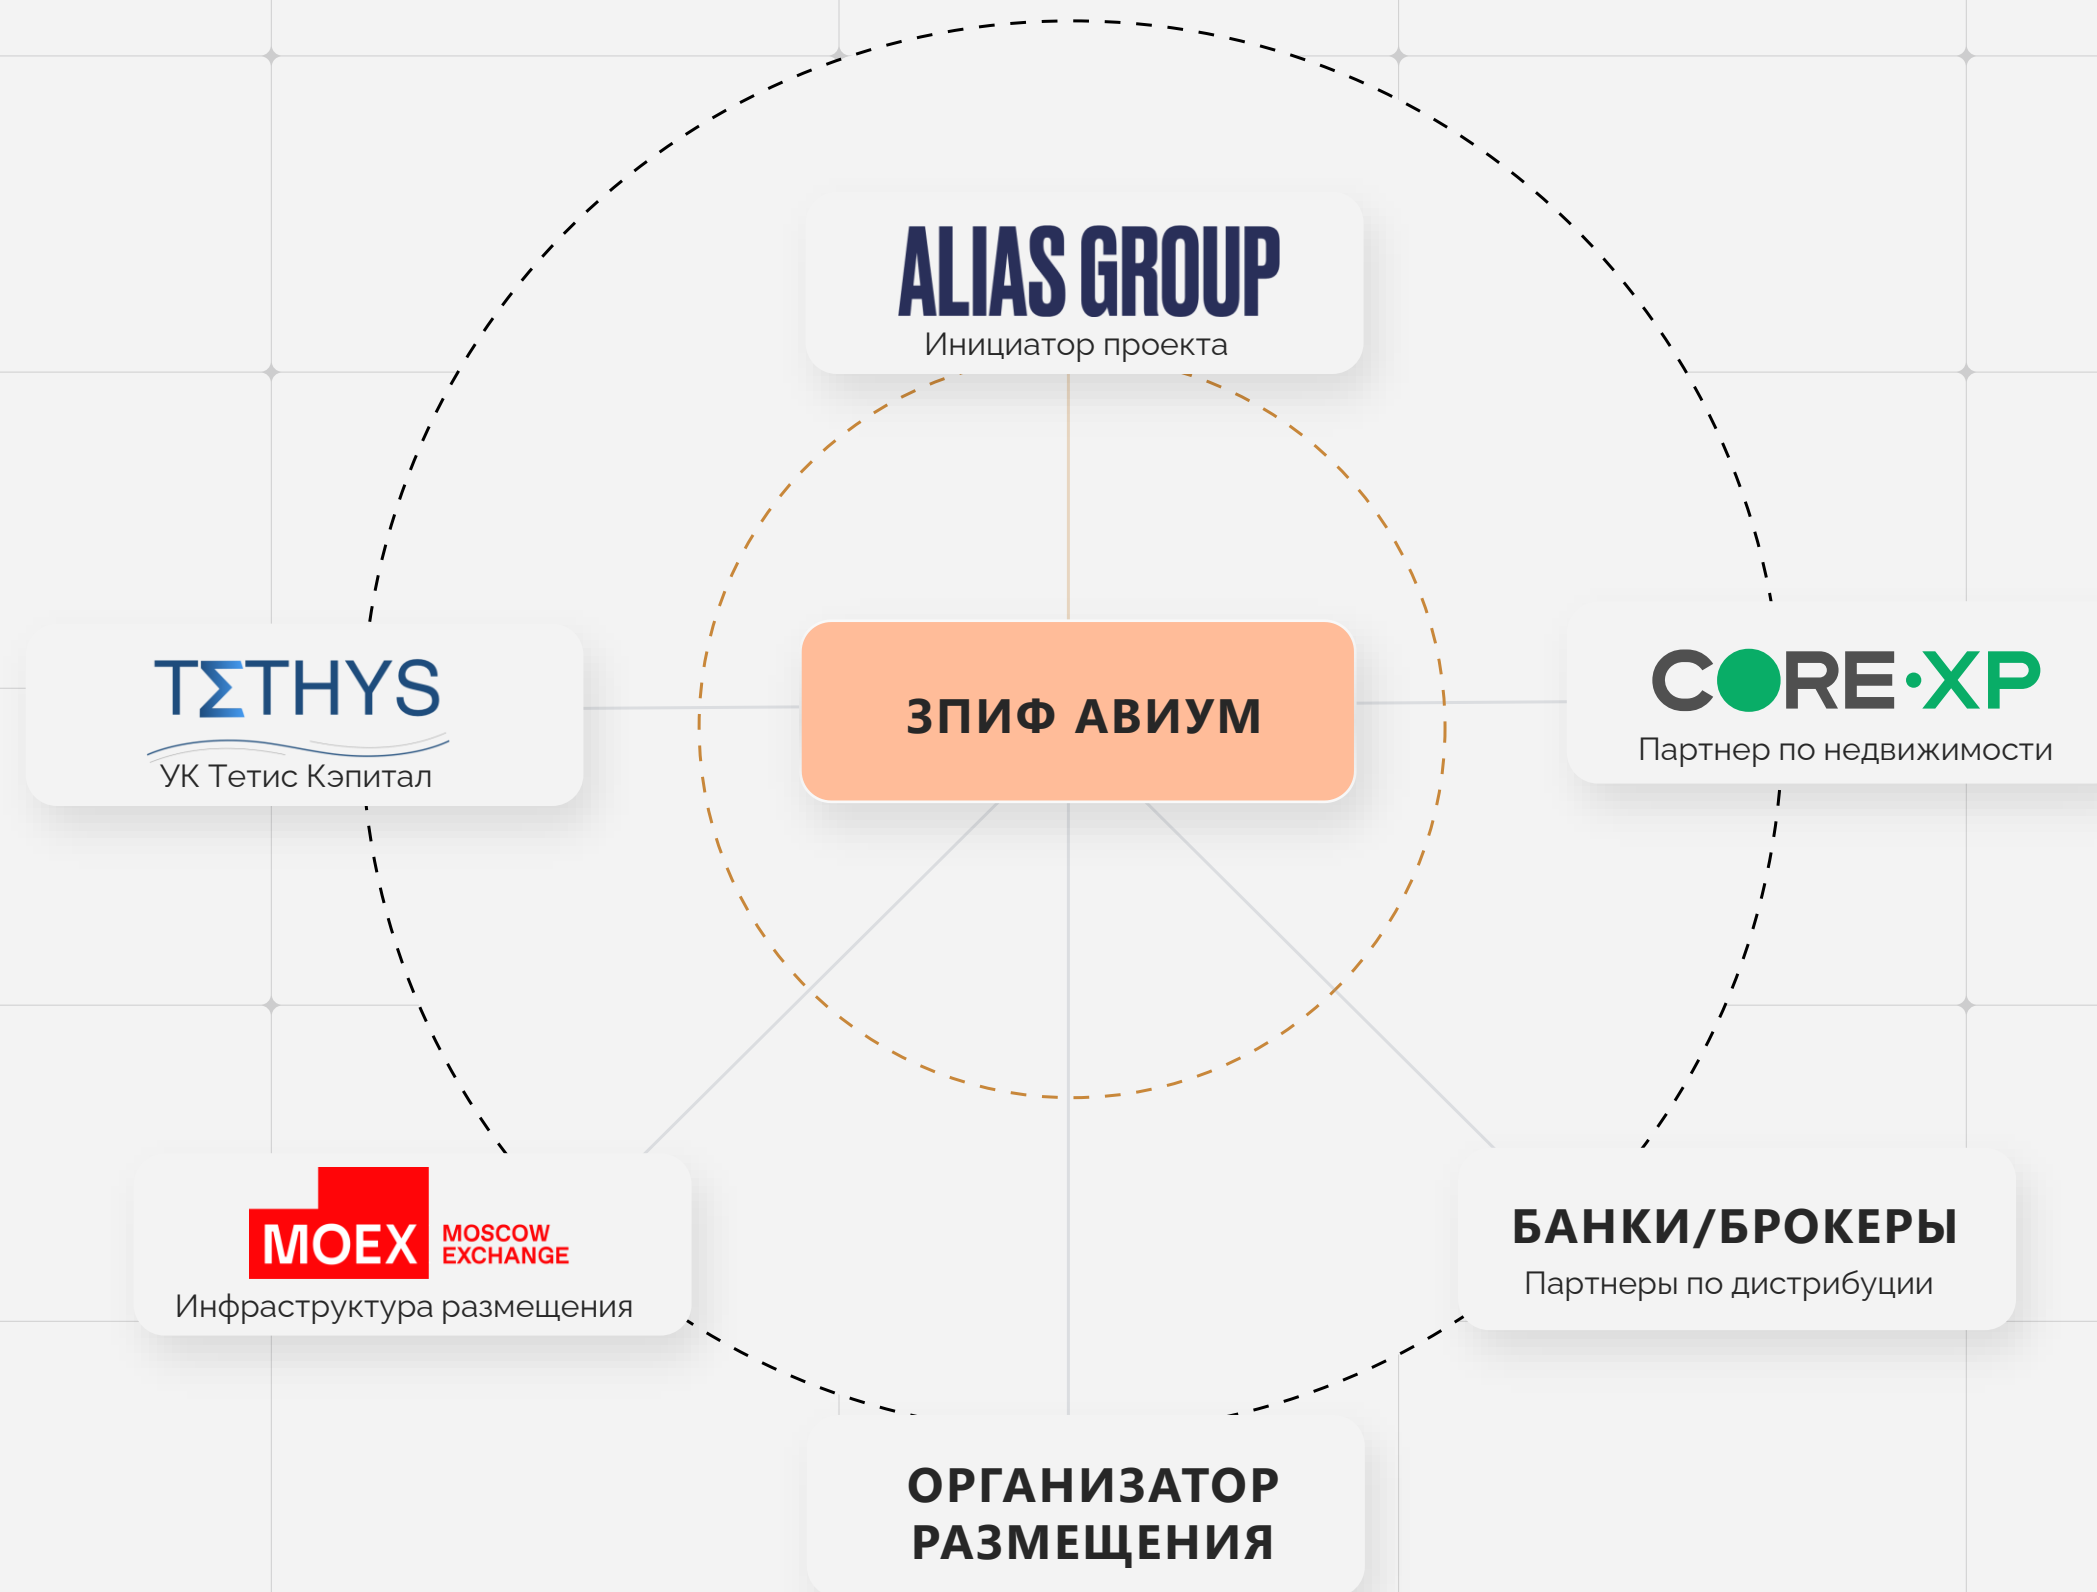 ALIAS GROUP
Инициатор проекта
TΣTHYS
УК Тетис Кэпитал
ЗПИФ АВИУМ
CORE·XP
Партнер по недвижимости
MOEX
MOSCOW
EXCHANGE
Инфраструктура размещения
БАНКИ/БРОКЕРЫ
Партнеры по дистрибуции
ОРГАНИЗАТОР
РАЗМЕЩЕНИЯ